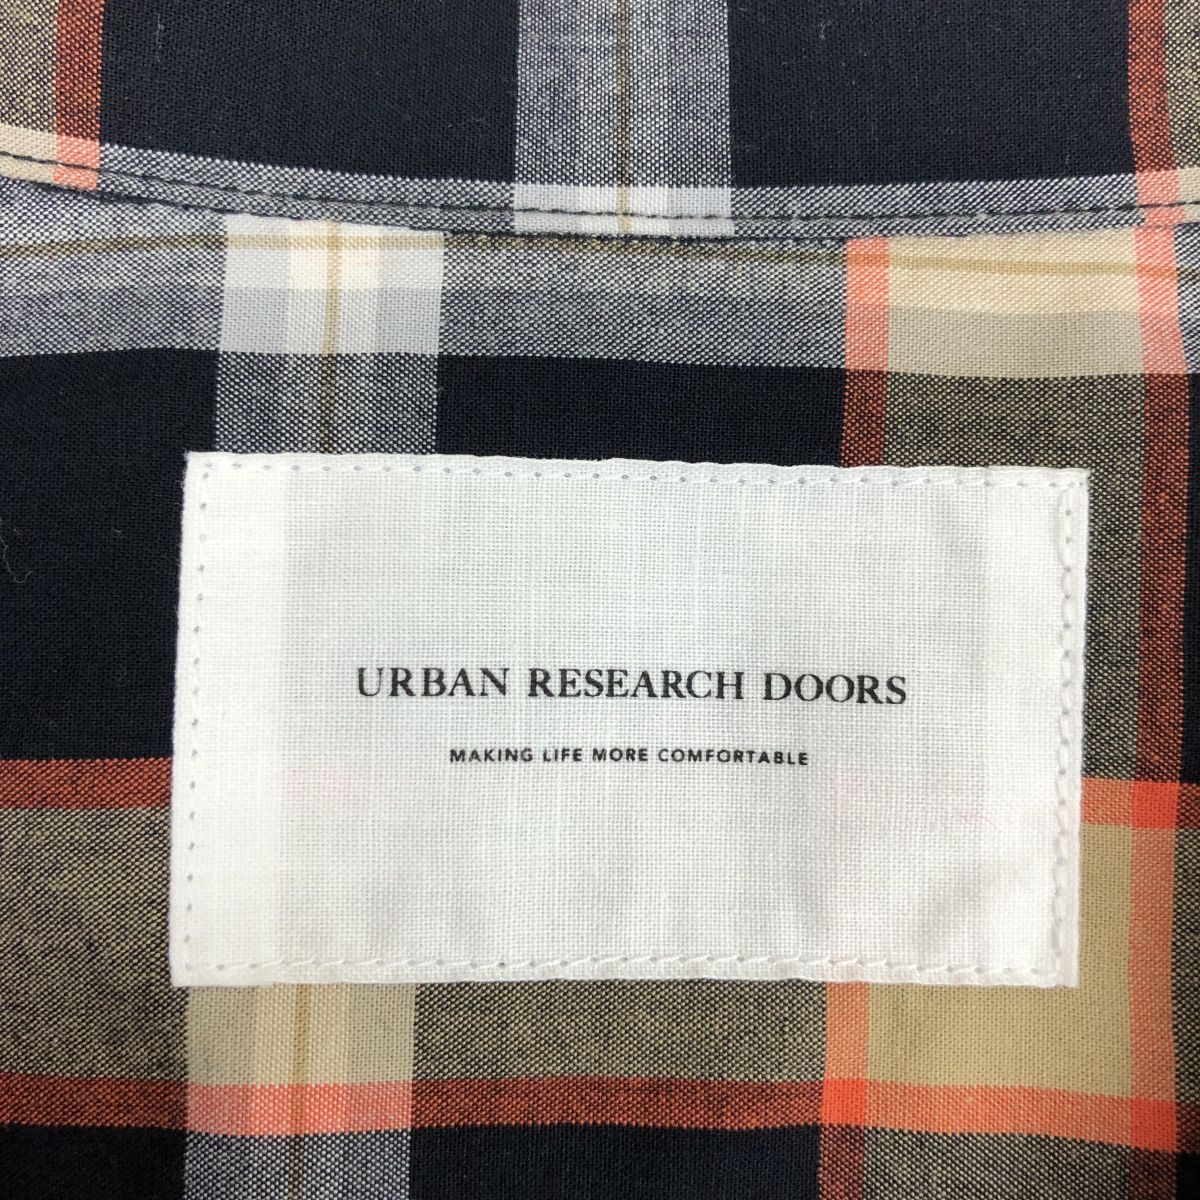 URBAN RESEARCH DOORS
MAKING LIFE MORE COMFORTABLE